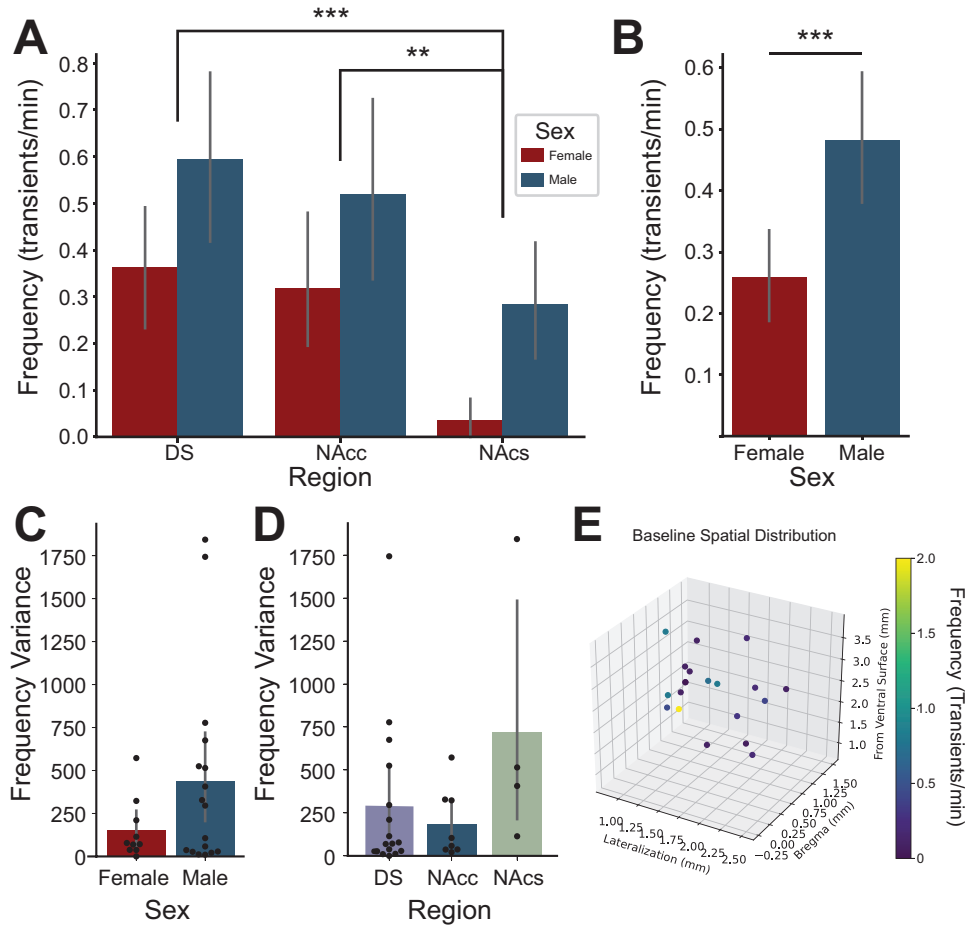 A
***
**
Frequency (transients/min)
0.8
0.7
0.6
0.5
0.4
0.3
0.2
0.1
0.0
Sex
Female
Male
DS
NAcc
NAcs
Region
B
***
Frequency (transients/min)
0.6
0.5
0.4
0.3
0.2
0.1
Female
Male
Sex
C
Frequency Variance
1750
1500
1250
1000
750
500
250
0
Female
Male
Sex
D
Frequency Variance
1750
1500
1250
1000
750
500
250
0
DS
NAcc
NAcs
Region
E
Baseline Spatial Distribution
3.5
3.0
2.5
2.0
1.5
1.0
From Ventral Surface (mm)
1.50
1.25
1.00
0.75
0.50
0.25
0.00
−0.25
Bregma (mm)
1.00
1.25
1.50
1.75
2.00
2.25
2.50
Lateralization (mm)
2.0
1.5
1.0
0.5
0
Frequency (Transients/min)